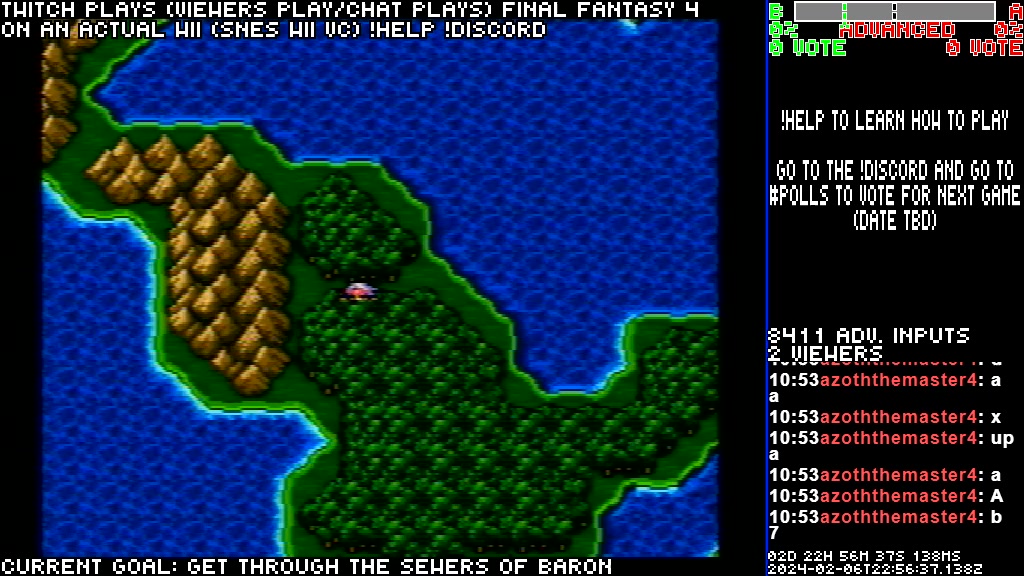 TWITCH PLAYS (VIEWERS PLAY/CHAT PLAYS) FINAL FANTASY 4
ON AN ACTUAL WII (SNES WII VC) !HELP !DISCORD
B A
0% ADVANCED 0%
0 VOTE 0 VOTE
!HELP TO LEARN HOW TO PLAY
GO TO THE !DISCORD AND GO TO
#POLLS TO VOTE FOR NEXT GAME
(DATE TBD)
8411 ADV. INPUTS
2 VIEWERS
10:53azoththemaster4: a
a
10:53azoththemaster4: x
10:53azoththemaster4: up
a
10:53azoththemaster4: a
10:53azoththemaster4: A
10:53azoththemaster4: b
7
02D 22H 56M 37S 138MS
2024-02-06T22:56:37.138Z
CURRENT GOAL: GET THROUGH THE SEWERS OF BARON